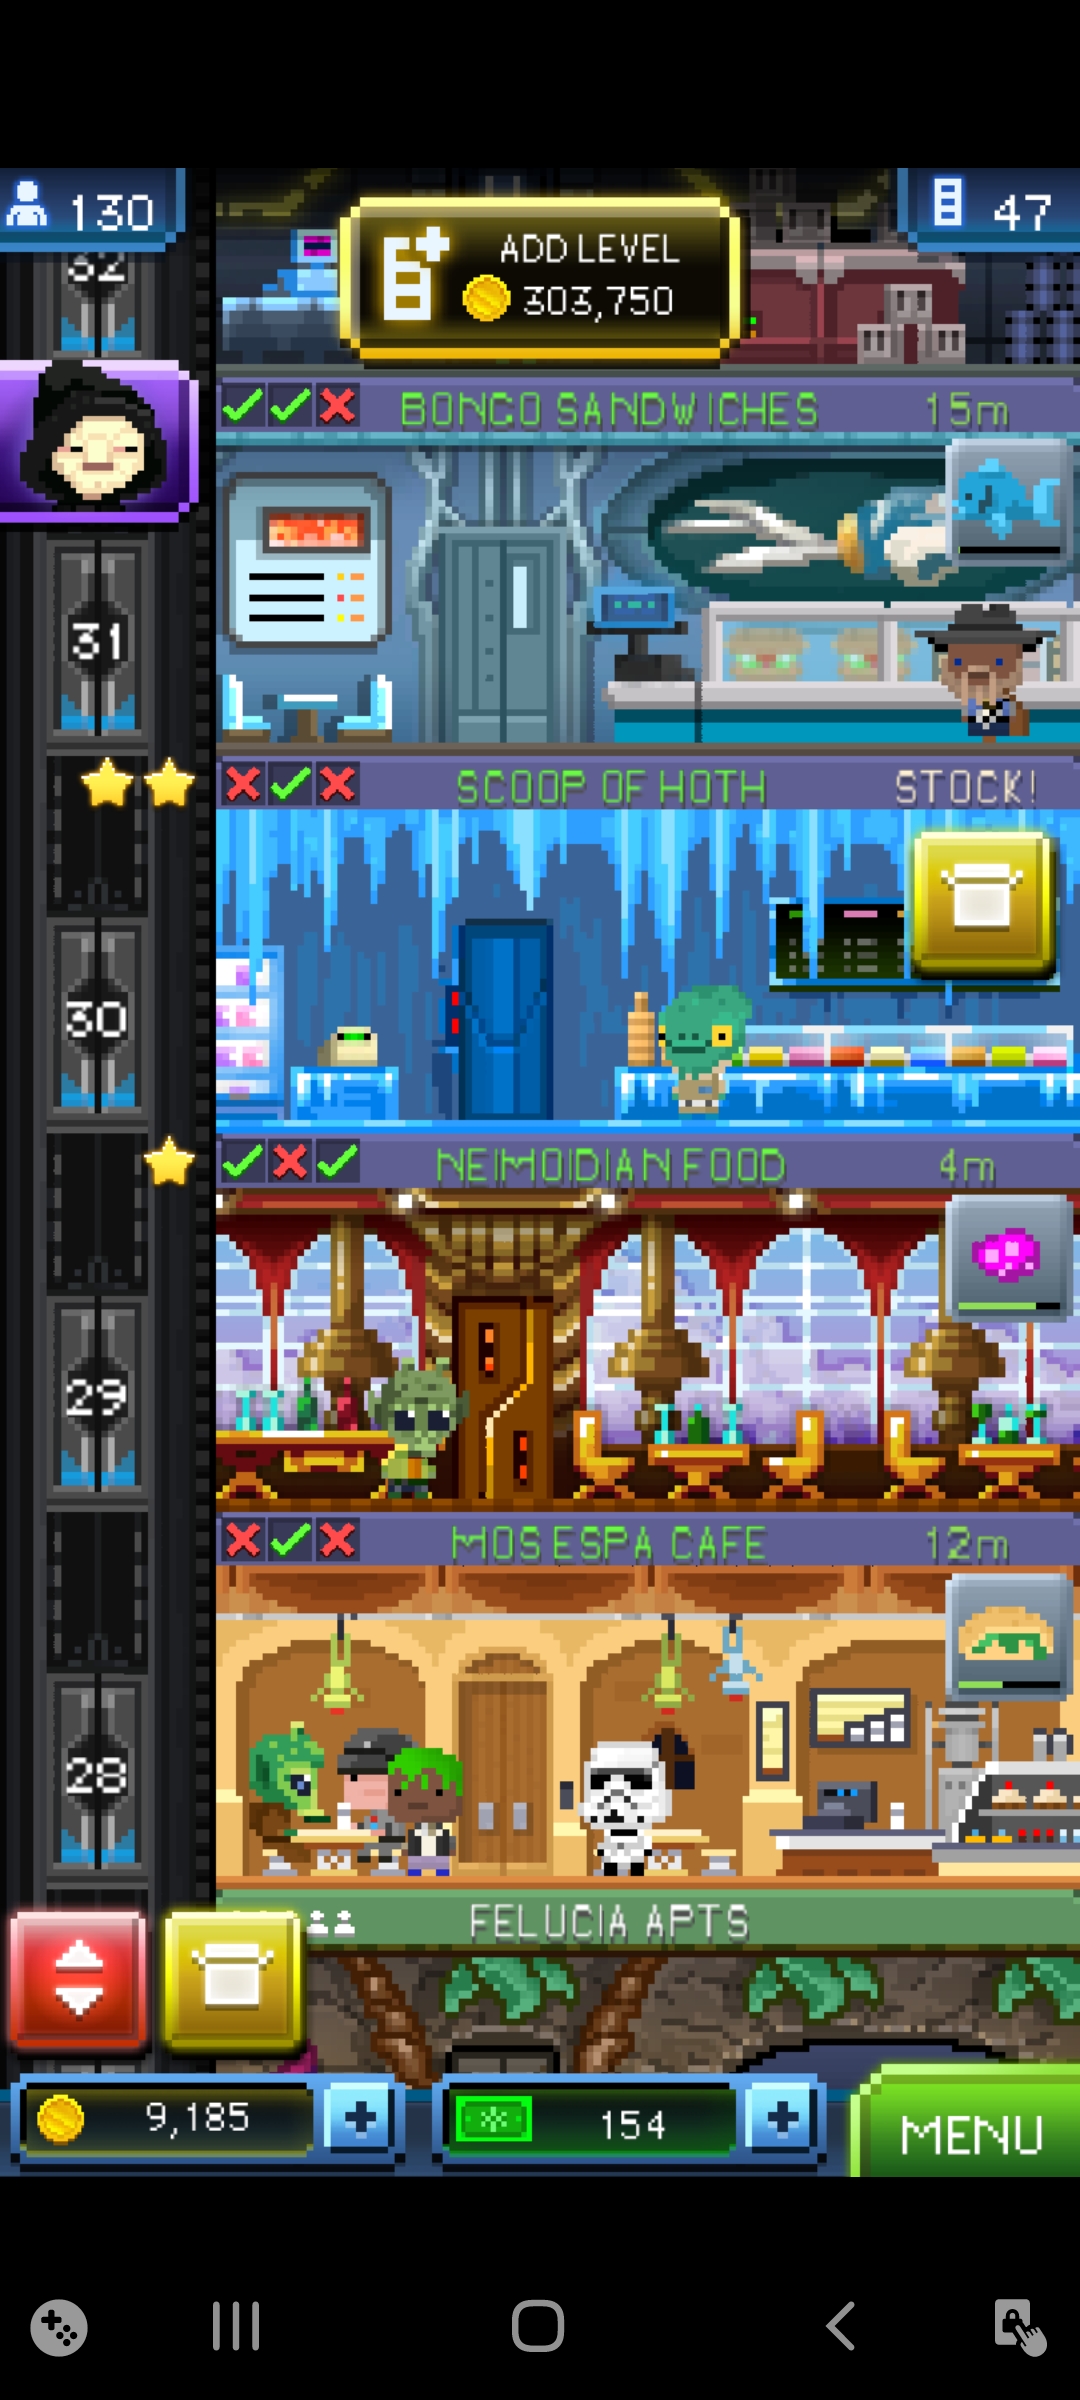 130
ADD LEVEL
303,750
47
32
BONGO SANDWICHES 15m
31
SCOOP OF HOTH STOCK!
30
NEIMOIDIAN FOOD 4m
29
MOS ESPA CAFE 12m
28
FELUCIA APTS
9,185
154
MENU